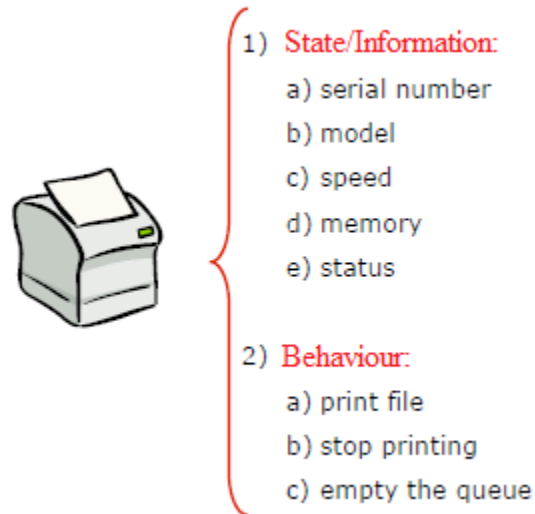 1) State/Information:
a) serial number
b) model
c) speed
d) memory
e) status
2) Behaviour:
a) print file
b) stop printing
c) empty the queue